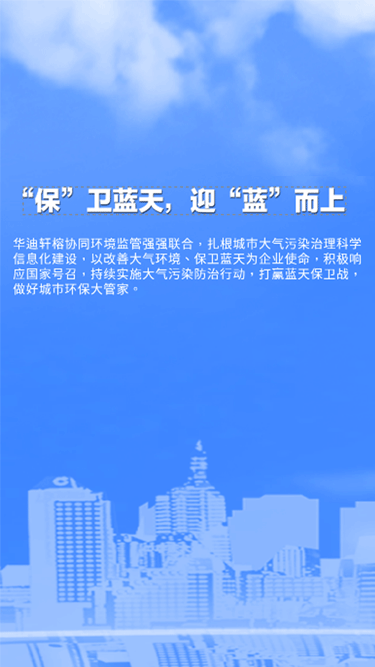 “保”卫蓝天，迎“蓝”而上
华迪轩榕协同环境监管强强联合，扎根城市大气污染治理科学
信息化建设，以改善大气环境、保卫蓝天为企业使命，积极响
应国家号召，持续实施大气污染防治行动，打赢蓝天保卫战，
做好城市环保大管家。